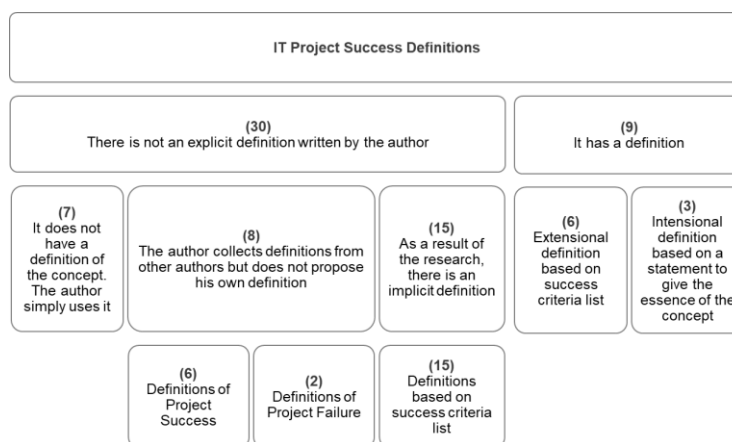 IT Project Success Definitions
(30)
There is not an explicit definition written by the author
(9)
It has a definition
(7)
It does not
have a
definition of
the concept.
The author
simply uses it
(8)
The author collects definitions from
other authors but does not propose
his own definition
(15)
As a result of
the research,
there is an
implicit definition
(6)
Extensional
definition
based on
success
criteria list
(3)
Intensional
definition
based on a
statement to
give the
essence of the
concept
(6)
Definitions of
Project
Success
(2)
Definitions of
Project Failure
(15)
Definitions
based on
success criteria
list